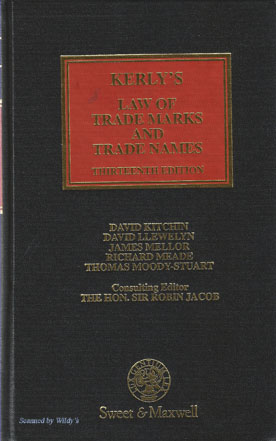 KERLY'S
LAW OF
TRADE MARKS
AND
TRADE NAMES
THIRTEENTH EDITION
DAVID KITCHIN
DAVID LLEWELYN
JAMES MELLOR
RICHARD MEADE
THOMAS MOODY-STUART
Consulting Editor
THE HON. SIR ROBIN JACOB
Sweet & Maxwell
Scanned by Wildy's